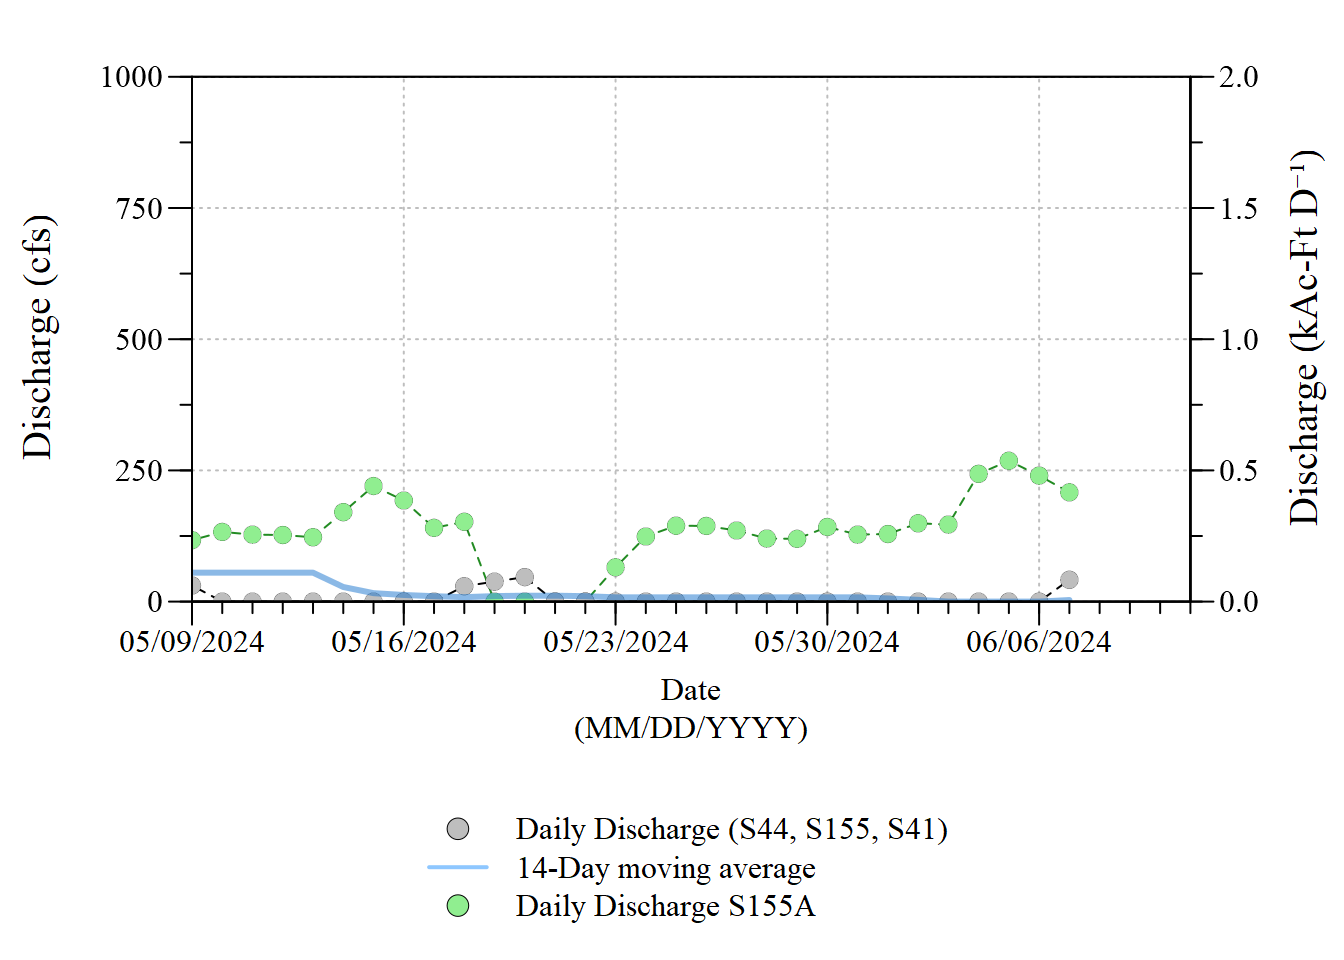 1000
750
500
250
0
Discharge (cfs)
2.0
1.5
1.0
0.5
0.0
Discharge (kAc-Ft D⁻¹)
05/09/2024
05/16/2024
05/23/2024
05/30/2024
06/06/2024
Date
(MM/DD/YYYY)
Daily Discharge (S44, S155, S41)
14-Day moving average
Daily Discharge S155A